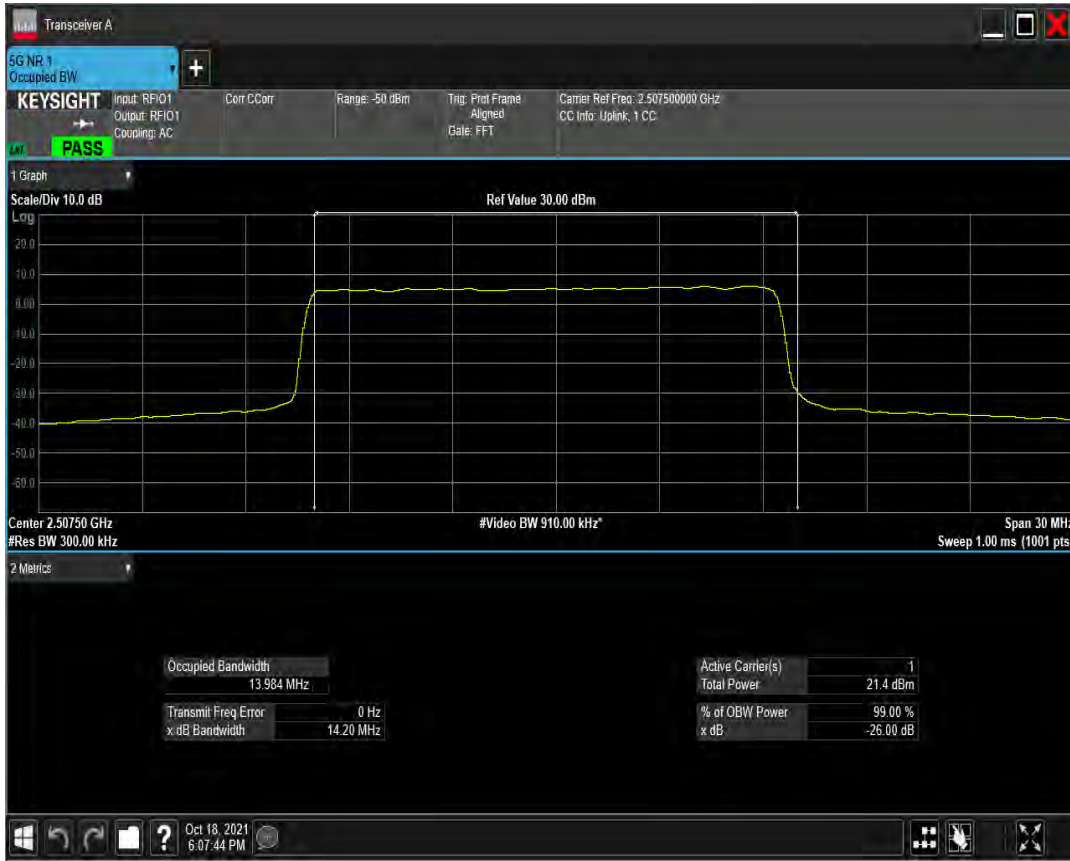 Transceiver A
5G NR 1
Occupied BW
KEYSIGHT
PASS
Input: RFIO1
Output: RFIO1
Coupling: AC
Corr CCorr
Range: -50 dBm
Trig: Prot Frame
Aligned
Gate: FFT
Carrier Ref Freq: 2.507500000 GHz
CC Info: Uplink, 1 CC
1 Graph
Scale/Div 10.0 dB
Ref Value 30.00 dBm
Log
20.0
10.0
0.00
-10.0
-20.0
-30.0
-40.0
-50.0
-60.0
Center 2.50750 GHz
#Video BW 910.00 kHz*
Span 30 MHz
#Res BW 300.00 kHz
Sweep 1.00 ms (1001 pts
2 Metrics
Occupied Bandwidth
13.984 MHz
Transmit Freq Error 0 Hz
x dB Bandwidth 14.20 MHz
Active Carrier(s) 1
Total Power 21.4 dBm
% of OBW Power 99.00 %
x dB -26.00 dB
Oct 18, 2021
6:07:44 PM